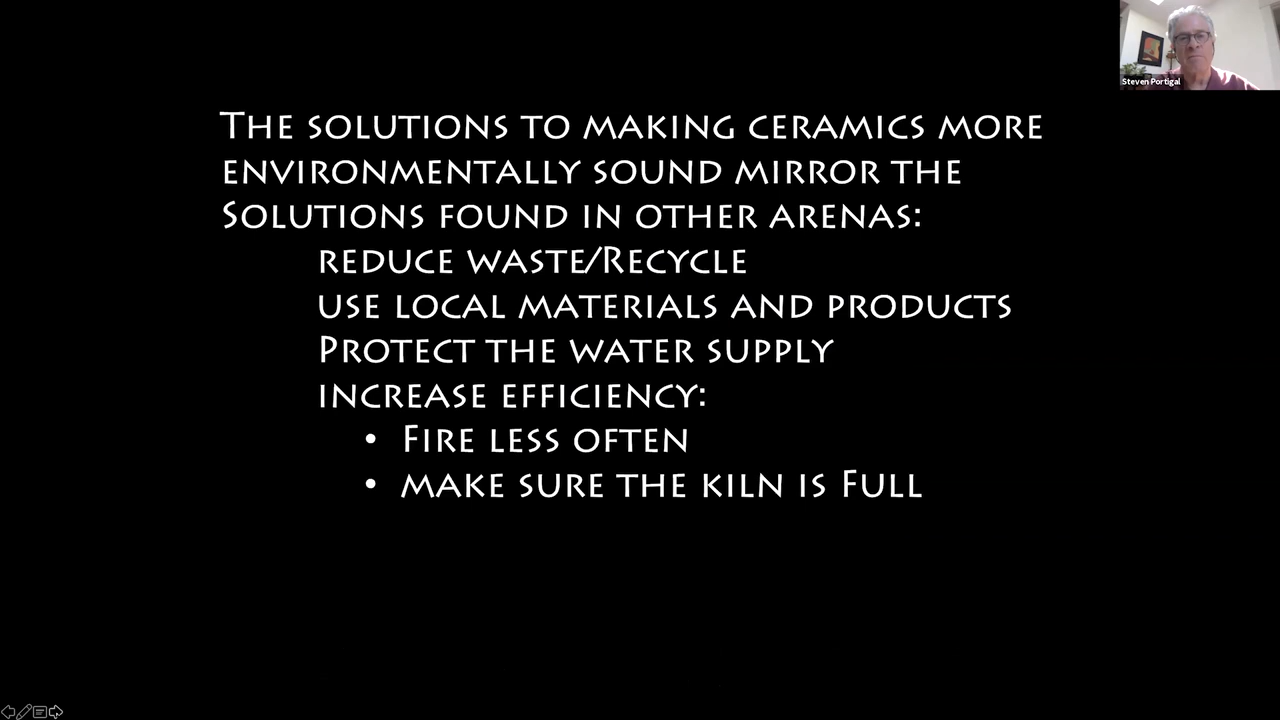 The solutions to making ceramics more
environmentally sound mirror the
Solutions found in other arenas:
reduce waste/Recycle
use local materials and products
Protect the water supply
increase efficiency:
• Fire less often
• make sure the kiln is Full
Steven Portigal